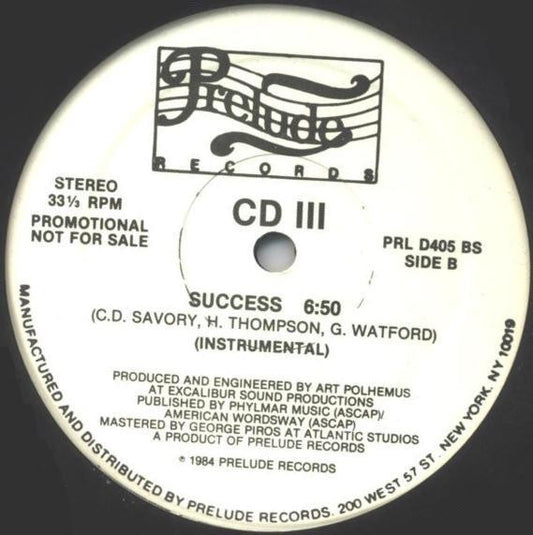 Prelude
RECORDS
STEREO
33⅓ RPM
PROMOTIONAL
NOT FOR SALE
CD III
PRL D405 BS
SIDE B
SUCCESS 6:50
(C.D. SAVORY, H. THOMPSON, G. WATFORD)
(INSTRUMENTAL)
PRODUCED AND ENGINEERED BY ART POLHEMUS
AT EXCALIBUR SOUND PRODUCTIONS
PUBLISHED BY PHYLMAR MUSIC (ASCAP)/
AMERICAN WORDSWAY (ASCAP)
MASTERED BY GEORGE PIROS AT ATLANTIC STUDIOS
A PRODUCT OF PRELUDE RECORDS
℗ 1984 PRELUDE RECORDS
MANUFACTURED AND DISTRIBUTED BY PRELUDE RECORDS. 200 WEST 57 ST. NEW YORK. NY 10019